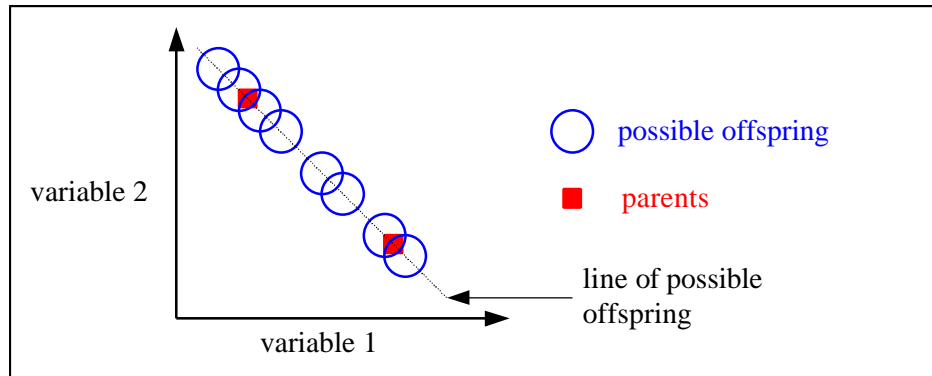 variable 2
variable 1
possible offspring
parents
line of possible
offspring